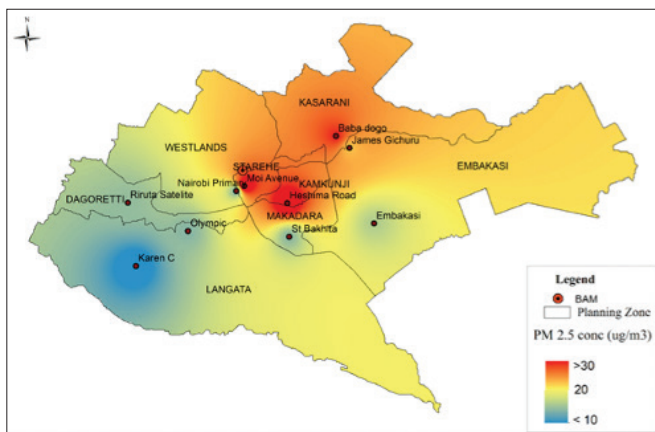 N
KASARANI
Baba dogo
James Gichuru
WESTLANDS
STAREHE
Moi Avenue
EMBAKASI
Nairobi Primary
KAMKUNJI
Heshima Road
DAGORETTI
Riruta Satelite
MAKADARA
Embakasi
Olympic
St Bakhita
Karen C
LANGATA
Legend
BAM
Planning Zone
PM 2.5 conc (ug/m3)
>30
20
< 10